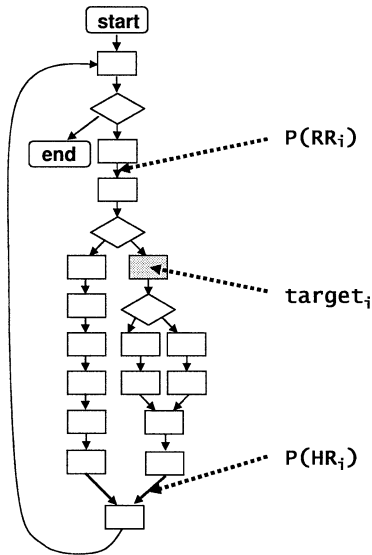 start
end
P(RRi)
targeti
P(HRi)